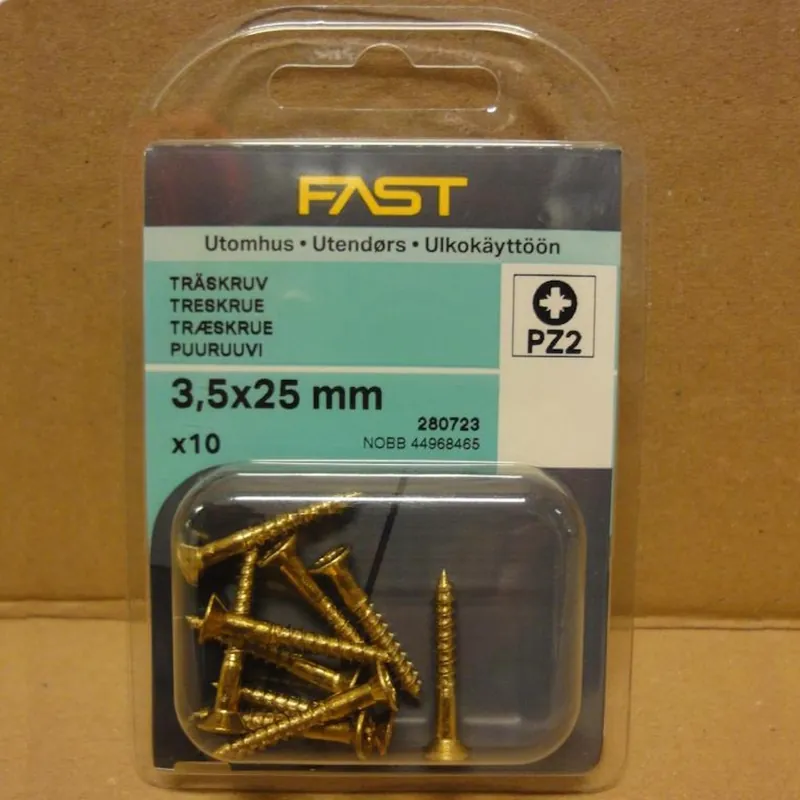 FAST
Utomhus • Utendørs • Ulkokäyttöön
TRÄSKRUV
TRESKRUE
TRÆSKRUE
PUURUUVI
PZ2
3,5x25 mm
280723
x10
NOBB 44968465